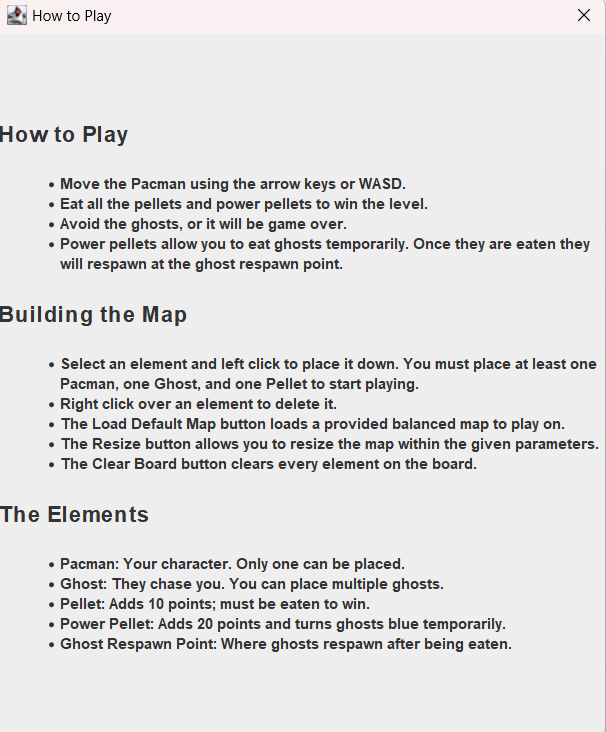 How to Play
How to Play
• Move the Pacman using the arrow keys or WASD.
• Eat all the pellets and power pellets to win the level.
• Avoid the ghosts, or it will be game over.
• Power pellets allow you to eat ghosts temporarily. Once they are eaten they
will respawn at the ghost respawn point.
Building the Map
• Select an element and left click to place it down. You must place at least one
Pacman, one Ghost, and one Pellet to start playing.
• Right click over an element to delete it.
• The Load Default Map button loads a provided balanced map to play on.
• The Resize button allows you to resize the map within the given parameters.
• The Clear Board button clears every element on the board.
The Elements
• Pacman: Your character. Only one can be placed.
• Ghost: They chase you. You can place multiple ghosts.
• Pellet: Adds 10 points; must be eaten to win.
• Power Pellet: Adds 20 points and turns ghosts blue temporarily.
• Ghost Respawn Point: Where ghosts respawn after being eaten.